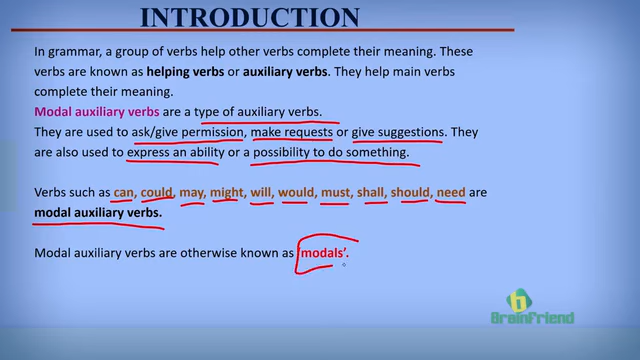 INTRODUCTION
In grammar, a group of verbs help other verbs complete their meaning. These
verbs are known as helping verbs or auxiliary verbs. They help main verbs
complete their meaning.
Modal auxiliary verbs are a type of auxiliary verbs.
They are used to ask/give permission, make requests or give suggestions. They
are also used to express an ability or a possibility to do something.
Verbs such as can, could, may, might, will, would, must, shall, should, need are
modal auxiliary verbs.
Modal auxiliary verbs are otherwise known as 'modals'.
BrainFriend